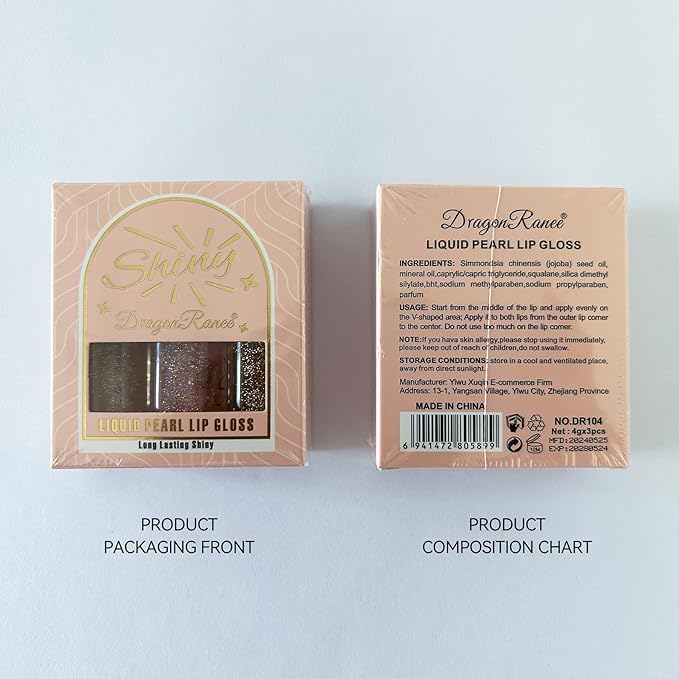 Shiny
DragonRanee®
LIQUID PEARL LIP GLOSS
Long Lasting Shiny
PRODUCT
PACKAGING FRONT
DragonRanee®
LIQUID PEARL LIP GLOSS
INGREDIENTS: Simmondsia chinensis (jojoba) seed oil,
mineral oil,caprylic/capric triglyceride,squalane,silica dimethyl
silylate,bht,sodium methylparaben,sodium propylparaben,
parfum
USAGE: Start from the middle of the lip and apply evenly on
the V-shaped area; Apply it to both lips from the outer lip corner
to the center. Do not use too much on the lip corner.
NOTE:If you hava skin allergy,please stop using it immediately,
please keep out of reach of children,do not swallow.
STORAGE CONDITIONS: store in a cool and ventilated place,
away from direct sunlight.
Manufacturer: Yiwu Xuqin E-commerce Firm
Address: 13-1, Yangsan Village, Yiwu City, Zhejiang Province
MADE IN CHINA
6 941472 805899
12M
NO.DR104
Net : 4gx3pcs
MFD:20240525
EXP:20280524
PRODUCT
COMPOSITION CHART